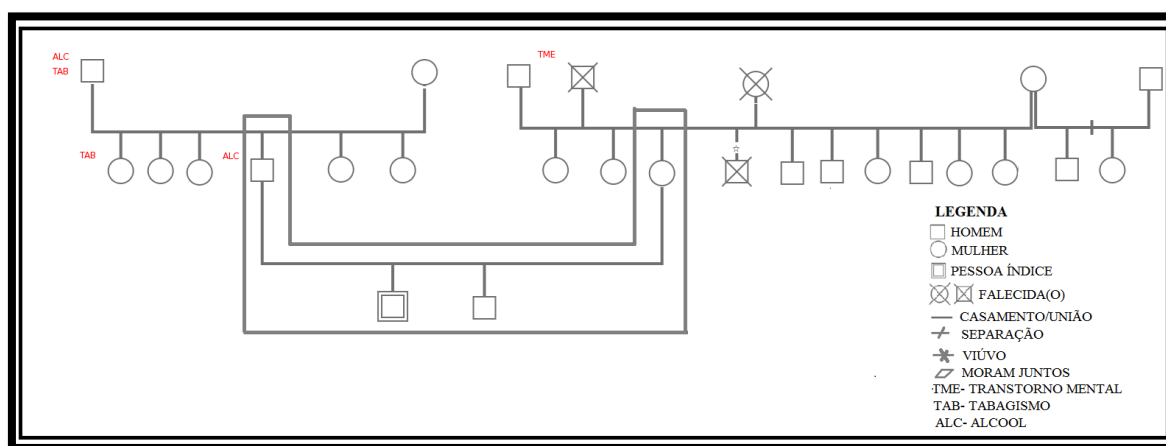 ALC
TAB
TME
TAB
ALC
LEGENDA
HOMEM
MULHER
PESSOA ÍNDICE
FALECIDA(O)
CASAMENTO/UNIÃO
SEPARAÇÃO
VIÚVO
MORAM JUNTOS
TME- TRANSTORNO MENTAL
TAB- TABAGISMO
ALC- ALCOOL